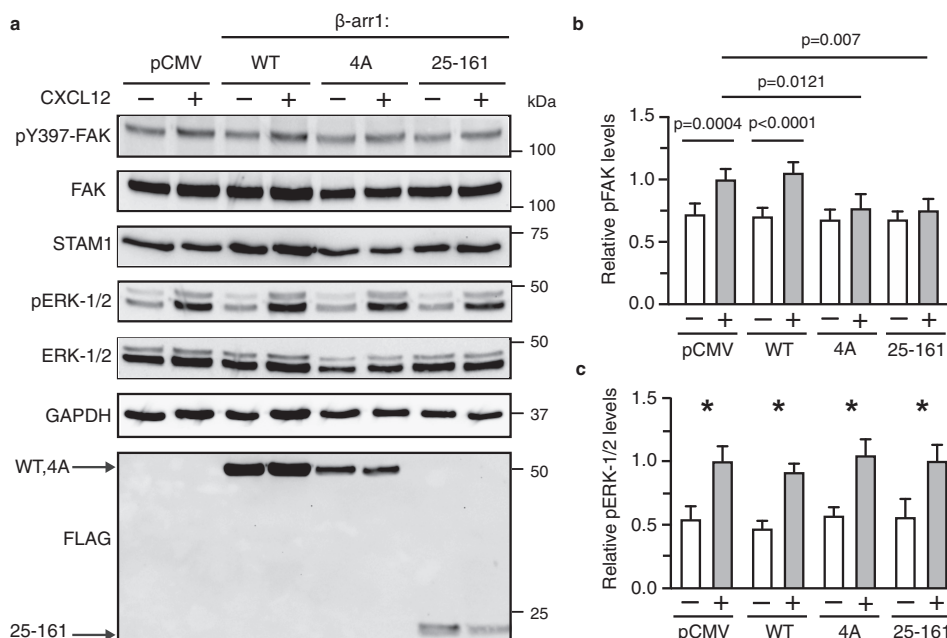 a
β-arr1:
pCMV WT 4A 25-161
CXCL12 − + − + − + − + kDa
pY397-FAK
100
FAK
100
STAM1
75
pERK-1/2
50
ERK-1/2
50
GAPDH
37
WT,4A
50
FLAG
25
25-161
b
p=0.007
p=0.0121
p=0.0004 p<0.0001
Relative pFAK levels
1.5
1.0
0.5
0.0
− + − + − + − +
pCMV WT 4A 25-161
c
* * * *
Relative pERK-1/2 levels
1.5
1.0
0.5
0.0
− + − + − + − +
pCMV WT 4A 25-161